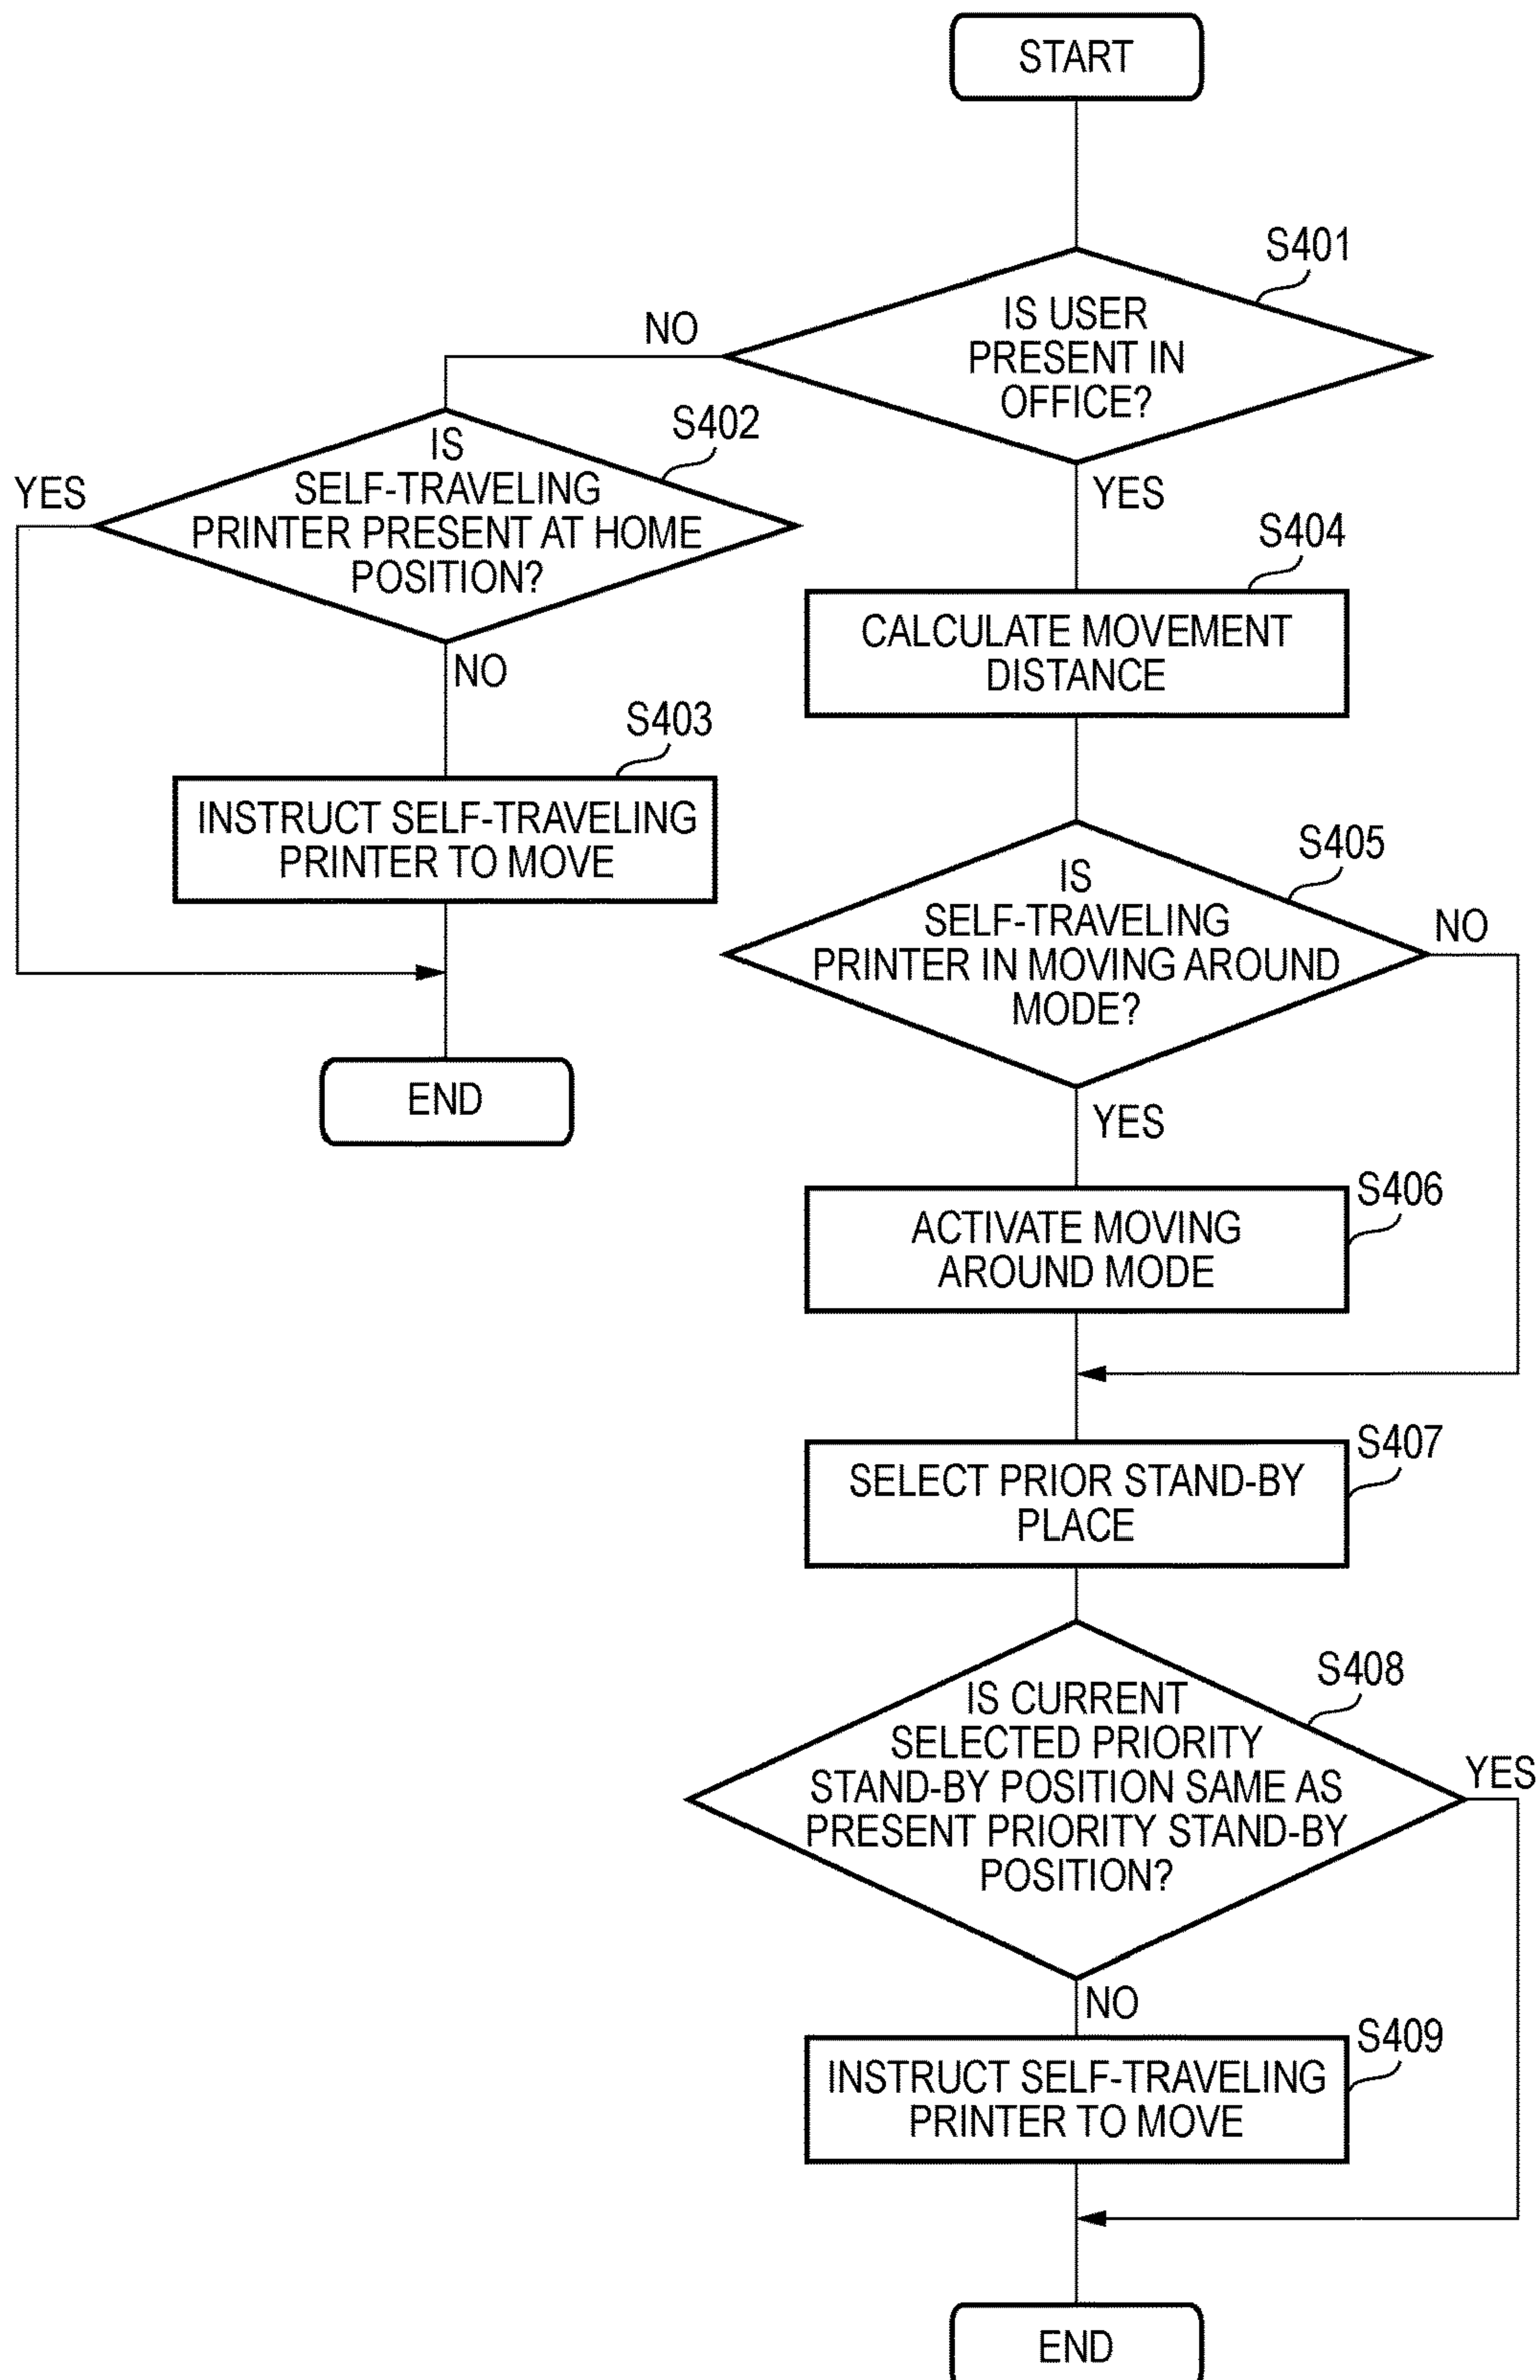 START
S401
IS USER
PRESENT IN
OFFICE?
NO
YES
S402
IS
SELF-TRAVELING
PRINTER PRESENT AT HOME
POSITION?
YES
NO
S403
INSTRUCT SELF-TRAVELING
PRINTER TO MOVE
END
S404
CALCULATE MOVEMENT
DISTANCE
S405
IS
SELF-TRAVELING
PRINTER IN MOVING AROUND
MODE?
NO
YES
S406
ACTIVATE MOVING
AROUND MODE
S407
SELECT PRIOR STAND-BY
PLACE
S408
IS CURRENT
SELECTED PRIORITY
STAND-BY POSITION SAME AS
PRESENT PRIORITY STAND-BY
POSITION?
YES
NO
S409
INSTRUCT SELF-TRAVELING
PRINTER TO MOVE
END